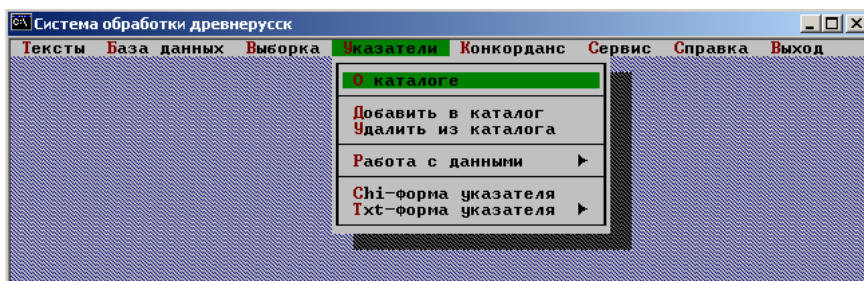 Система обработки древнерусск
Тексты База данных Выборка Указатели Конкорданс Сервис Справка Выход
О каталоге
Добавить в каталог
Удалить из каталога
Работа с данными
Chi-форма указателя
Txt-форма указателя